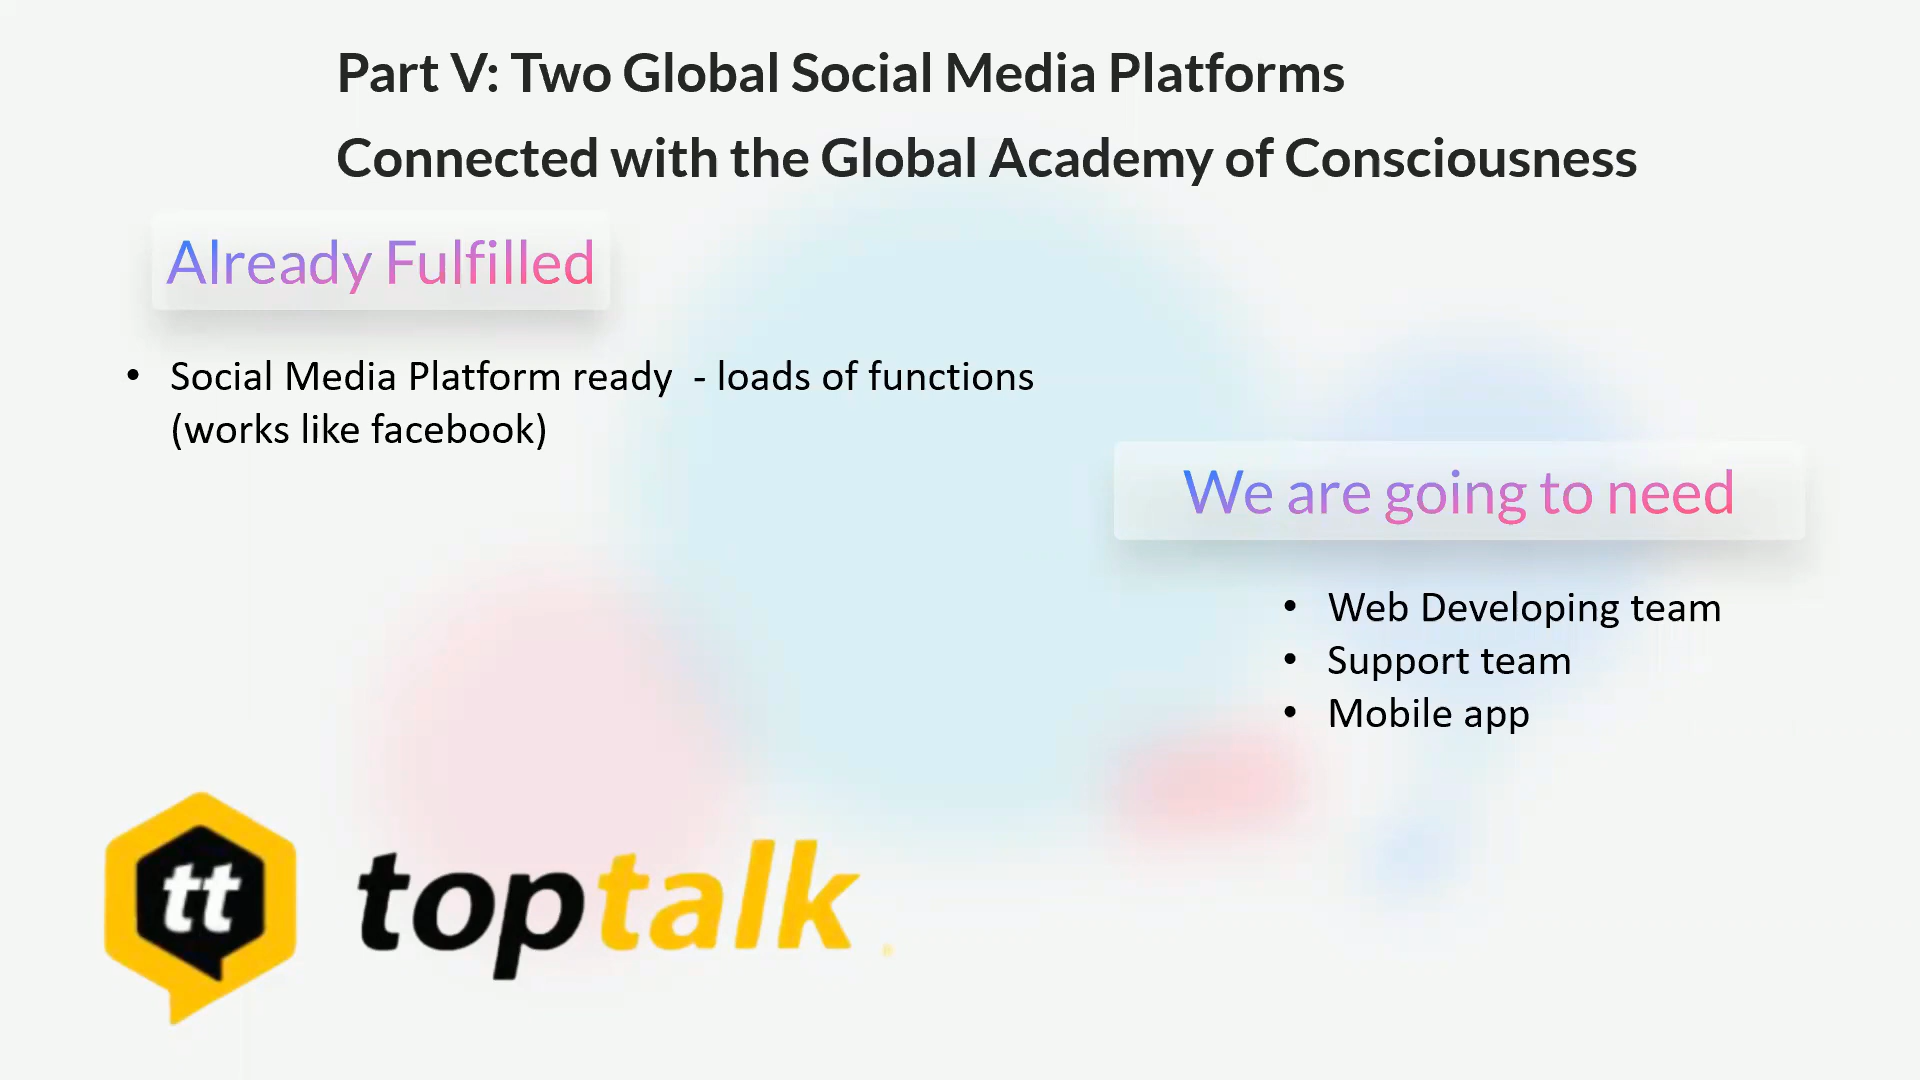 Part V: Two Global Social Media Platforms
Connected with the Global Academy of Consciousness
Already Fulfilled
• Social Media Platform ready  - loads of functions
(works like facebook)
We are going to need
• Web Developing team
• Support team
• Mobile app
tt
toptalk